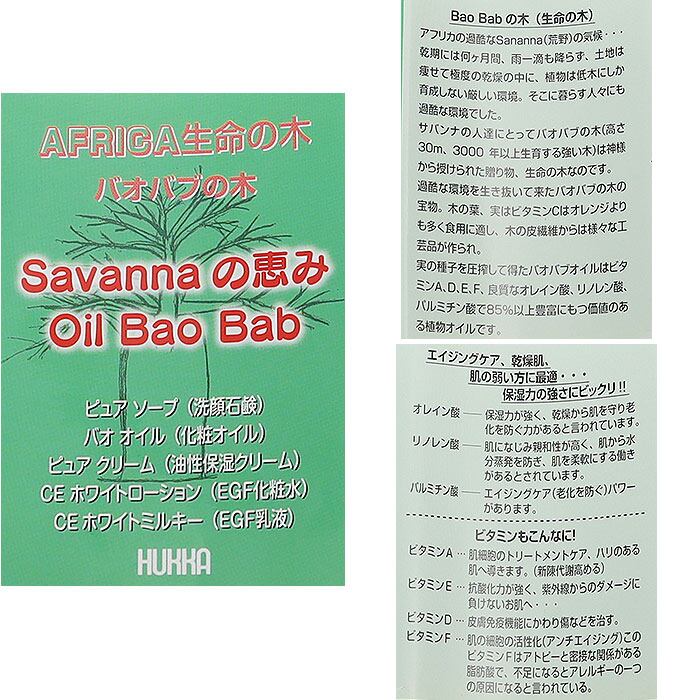 AFRICA生命の木
バオバブの木
Savannaの恵み
Oil Bao Bab
ピュア ソープ（洗顔石鹸）
バオ オイル（化粧オイル）
ピュア クリーム（油性保湿クリーム）
CE ホワイトローション（EGF化粧水）
CE ホワイトミルキー（EGF乳液）
HUKKA
Bao Bab の木（生命の木）
アフリカの過酷なSananna(荒野)の気候・・・
乾期には何ヶ月間、雨一滴も降らず、土地は
痩せて極度の乾燥の中に、植物は低木にしか
育成しない厳しい環境。そこに暮らす人々にも
過酷な環境でした。
サバンナの人達にとってバオバブの木(高さ
30m、3000 年以上生育する強い木)は神様
から授けられた贈り物、生命の木なのです。
過酷な環境を生き抜いて来たバオバブの木の
宝物。木の葉、実はビタミンCはオレンジより
も多く食用に適し、木の皮繊維からは様々な工
芸品が作られ。
実の種子を圧搾して得たバオバブオイルはビタ
ミンA、D、E、F、良質なオレイン酸、リノレン酸、
パルミチン酸で85%以上豊富にもつ価値のあ
る植物オイルです。
エイジングケア、乾燥肌、
肌の弱い方に最適・・・
保湿力の強さにビックリ!!
オレイン酸 ── 保湿力が強く、乾燥から肌を守り老
化を防ぐ力があると言われています。
リノレン酸 ── 肌になじみ親和性が高く、肌から水
分蒸発を防ぎ、肌を柔軟にする働き
があるとされています。
パルミチン酸 ── エイジングケア(老化を防ぐ)パワー
があります。
ビタミンもこんなに!
ビタミンA … 肌細胞のトリートメントケア、ハリのある
肌へ導きます。（新陳代謝高める）
ビタミンE … 抗酸化力が強く、紫外線からのダメージに
負けないお肌へ・・・
ビタミンD … 皮膚免疫機能にかわり傷などを治す。
ビタミンF … 肌の細胞の活性化(アンチエイジング)この
ビタミンFはアトピーと密接な関係がある
脂肪酸で、不足になるとアレルギーの一つ
の原因になると言われている。